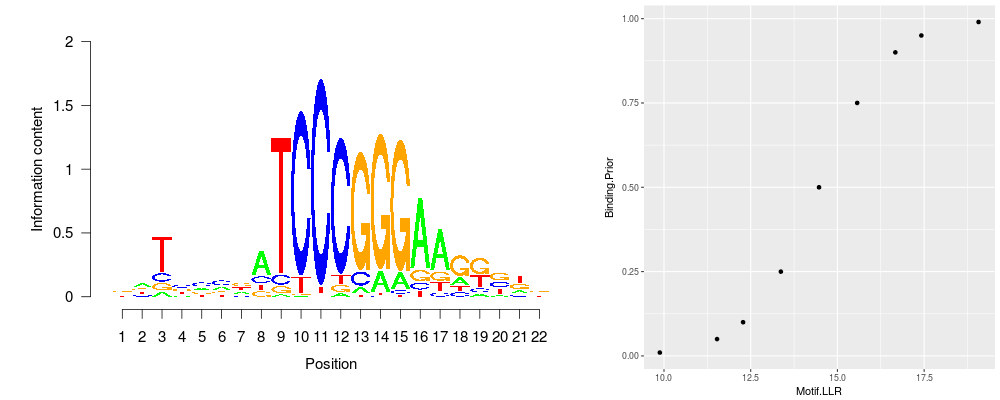 2
1.5
1
0.5
0
Information content
1 2 3 4 5 6 7 8 9 10 11 12 13 14 15 16 17 18 19 20 21 22
Position
T
A T C C C G G G A A G G
1.00
0.75
0.50
0.25
0.00
Binding.Prior
10.0 12.5 15.0 17.5
Motif.LLR